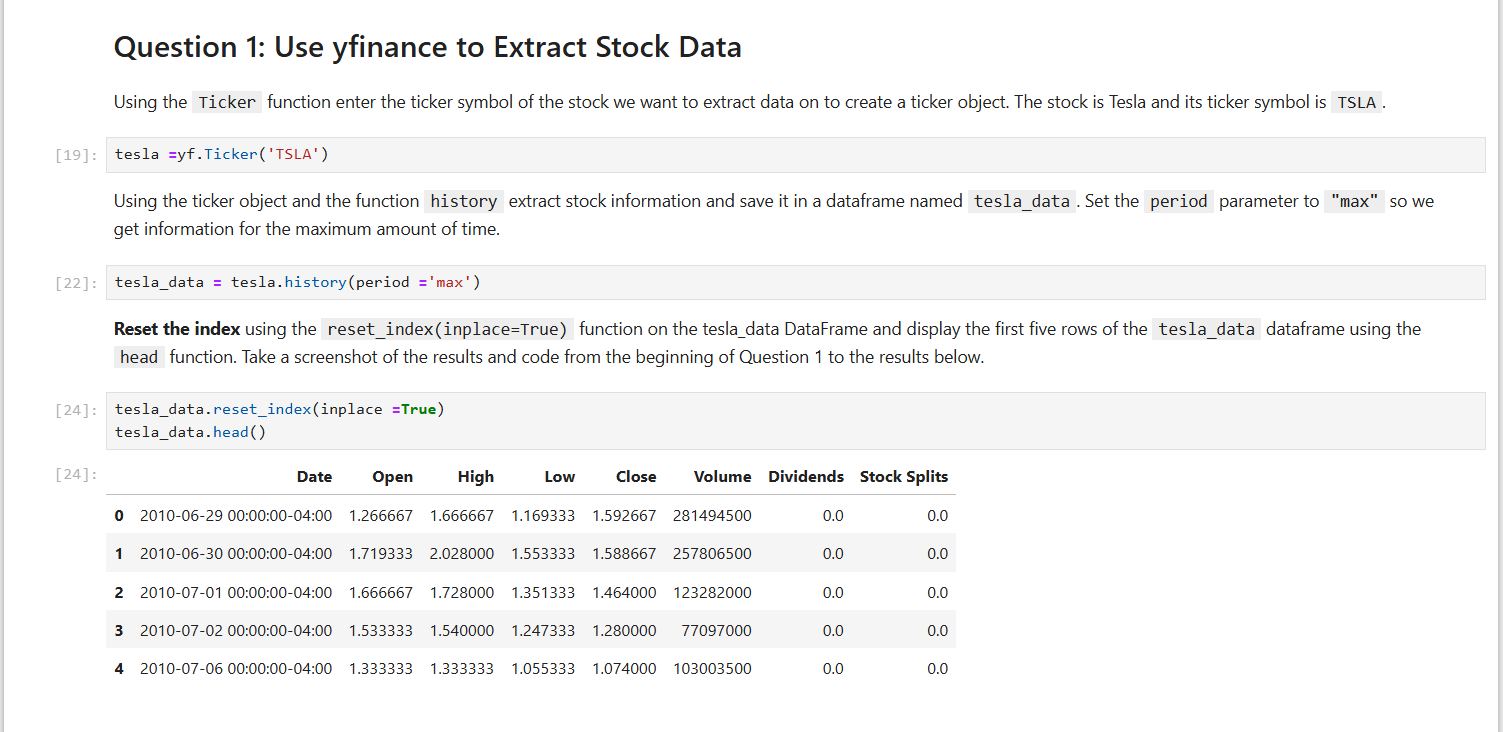 Question 1: Use yfinance to Extract Stock Data
Using the Ticker function enter the ticker symbol of the stock we want to extract data on to create a ticker object. The stock is Tesla and its ticker symbol is TSLA .
[19]: tesla =yf.Ticker('TSLA')
Using the ticker object and the function history extract stock information and save it in a dataframe named tesla_data . Set the period parameter to "max" so we
get information for the maximum amount of time.
[22]: tesla_data = tesla.history(period ='max')
Reset the index using the reset_index(inplace=True) function on the tesla_data DataFrame and display the first five rows of the tesla_data dataframe using the
head function. Take a screenshot of the results and code from the beginning of Question 1 to the results below.
[24]: tesla_data.reset_index(inplace =True)
tesla_data.head()
[24]: Date Open High Low Close Volume Dividends Stock Splits
0 2010-06-29 00:00:00-04:00 1.266667 1.666667 1.169333 1.592667 281494500 0.0 0.0
1 2010-06-30 00:00:00-04:00 1.719333 2.028000 1.553333 1.588667 257806500 0.0 0.0
2 2010-07-01 00:00:00-04:00 1.666667 1.728000 1.351333 1.464000 123282000 0.0 0.0
3 2010-07-02 00:00:00-04:00 1.533333 1.540000 1.247333 1.280000 77097000 0.0 0.0
4 2010-07-06 00:00:00-04:00 1.333333 1.333333 1.055333 1.074000 103003500 0.0 0.0